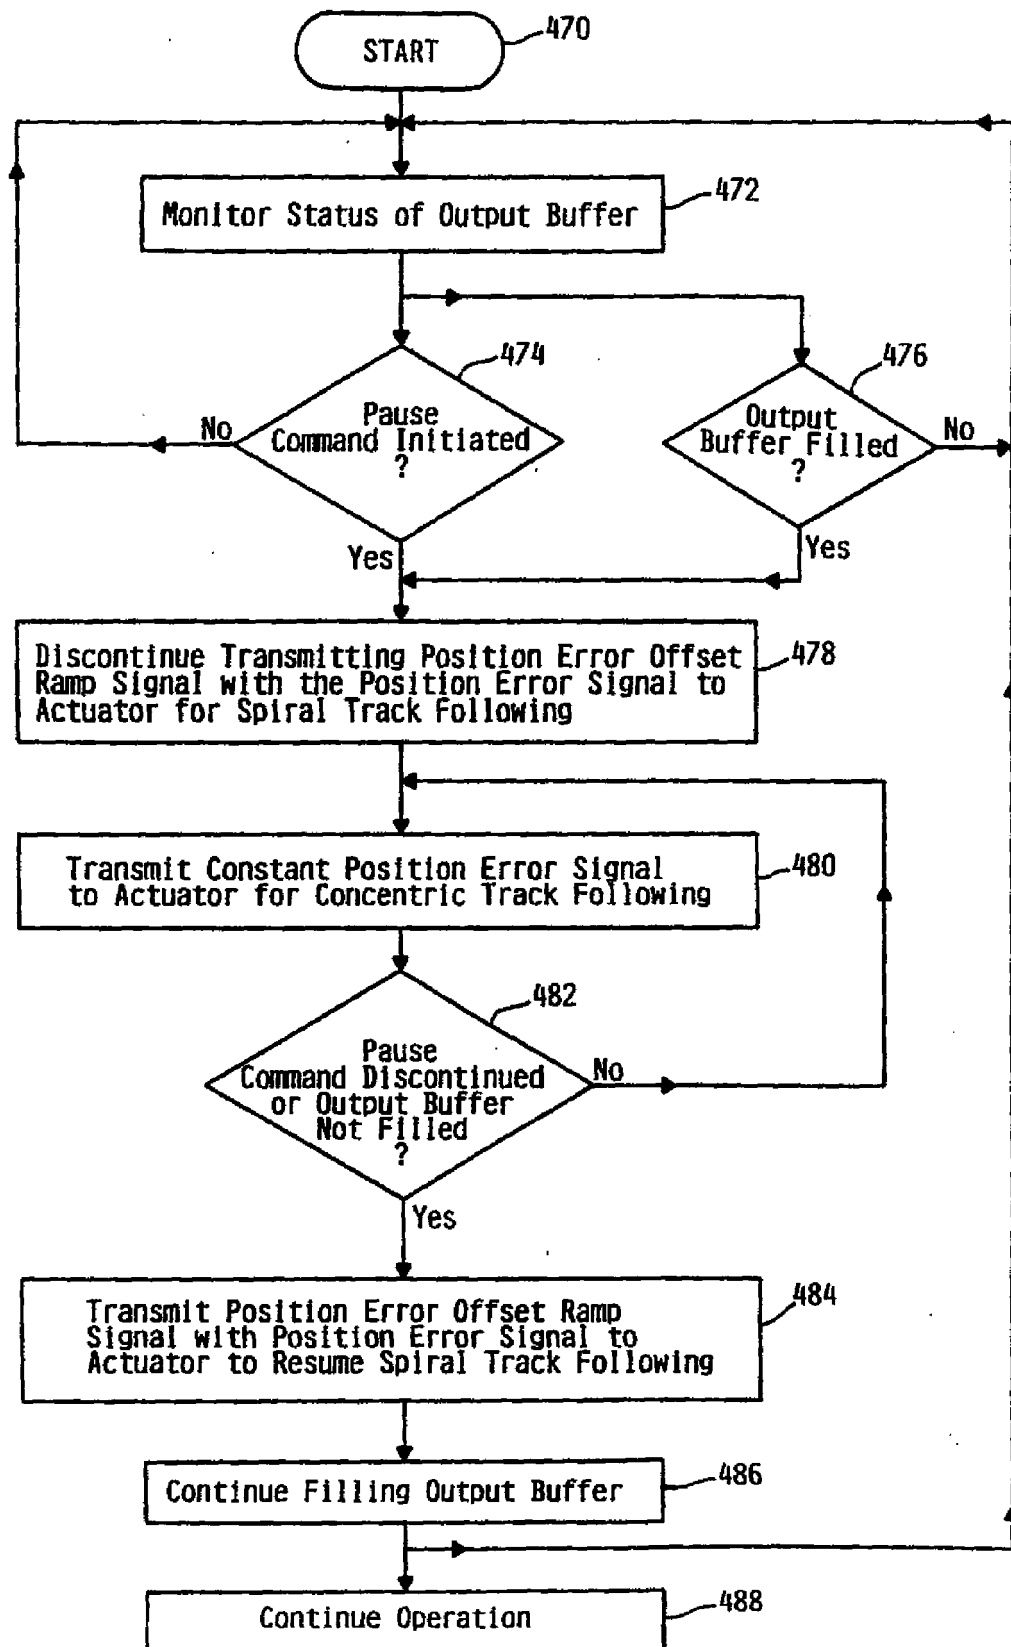 START
470
Monitor Status of Output Buffer
472
Pause
Command Initiated
?
474
No
Yes
Output
Buffer Filled
?
476
No
Yes
Discontinue Transmitting Position Error Offset
Ramp Signal with the Position Error Signal to
Actuator for Spiral Track Following
478
Transmit Constant Position Error Signal
to Actuator for Concentric Track Following
480
Pause
Command Discontinued
or Output Buffer
Not Filled
?
482
No
Yes
Transmit Position Error Offset Ramp
Signal with Position Error Signal to
Actuator to Resume Spiral Track Following
484
Continue Filling Output Buffer
486
Continue Operation
488